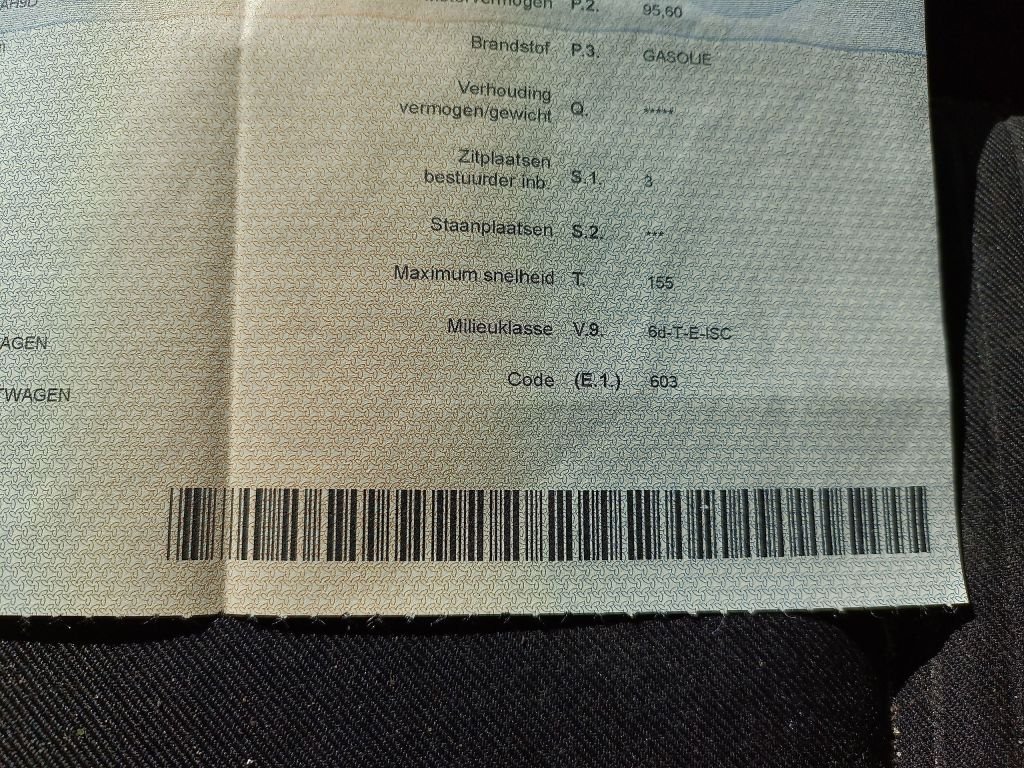 P.2. 95,60
Brandstof P.3. GASOLIE
Verhouding
vermogen/gewicht Q. *****
Zitplaatsen
bestuurder inb. S.1. 3
Staanplaatsen S.2. ***
Maximum snelheid T. 155
Milieuklasse V.9. 6d-T-E-ISC
AGEN
Code (E.1.) 603
TWAGEN